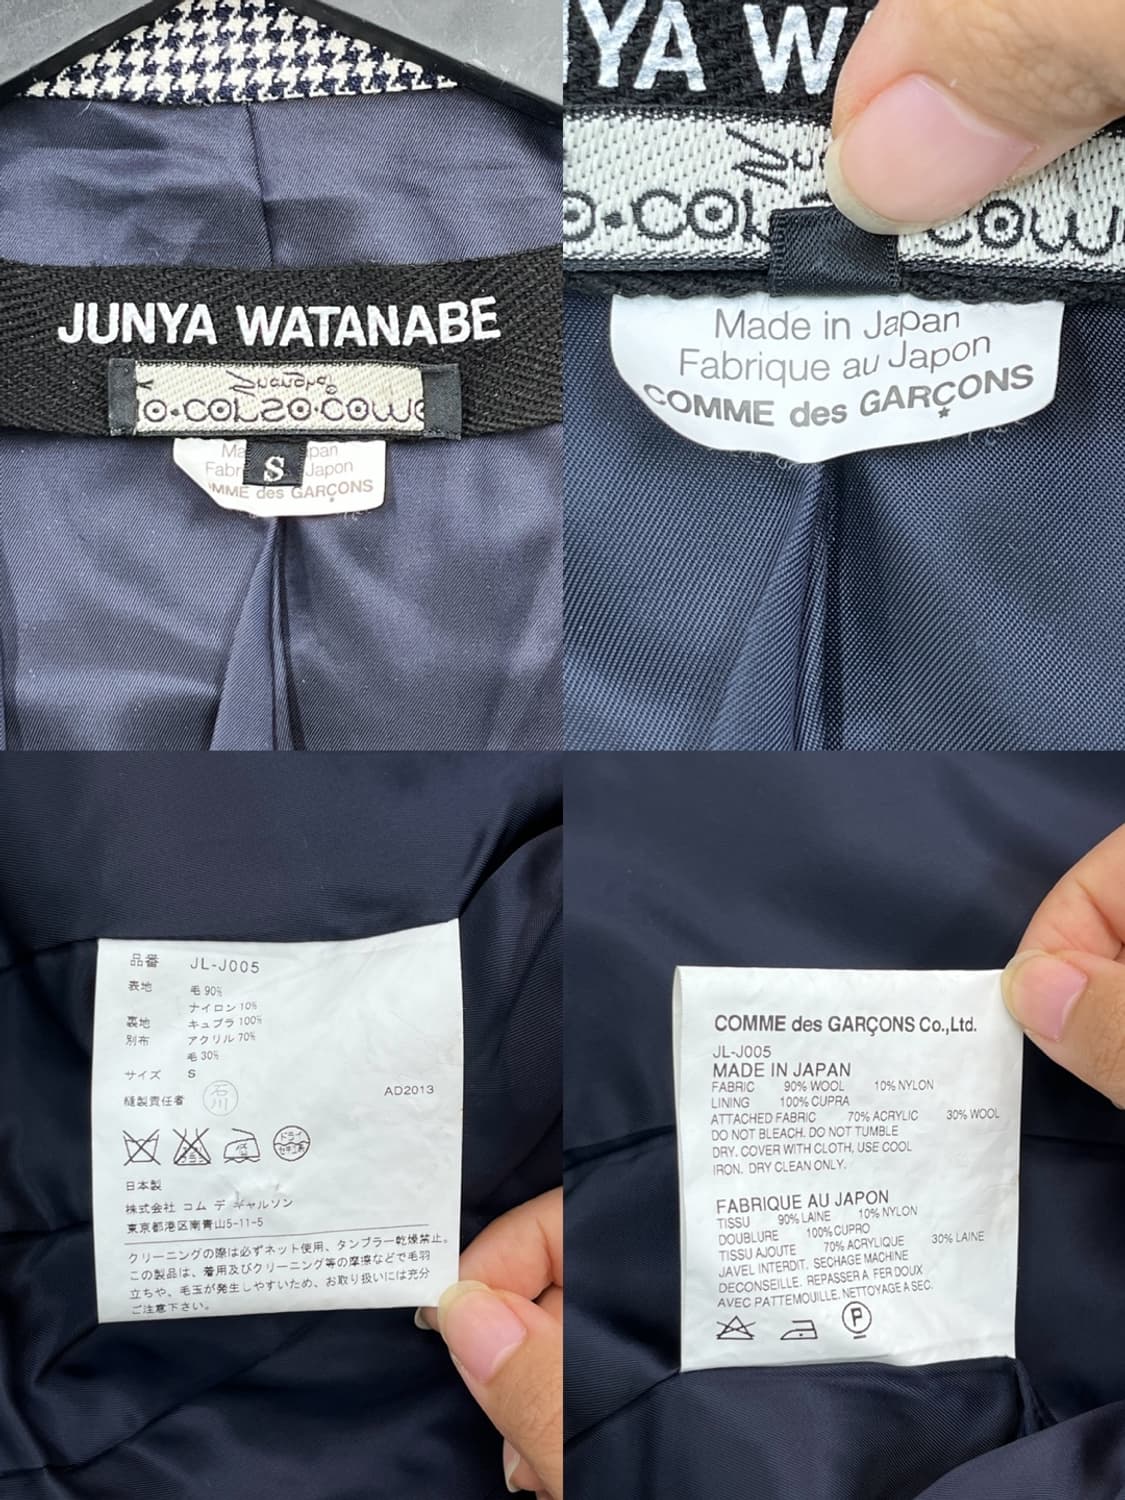 JUNYA WATANABE
S
COMME des GARÇONS
YA W
Made in Japan
Fabrique au Japon
COMME des GARÇONS
*
品番 JL-J005
表地 毛 90%
ナイロン 10%
裏地 キュプラ 100%
別布 アクリル 70%
毛 30%
サイズ S
縫製責任者 石川 AD2013
ドライ
セキユ系
日本製
株式会社 コム デ ギャルソン
東京都港区南青山5-11-5
クリーニングの際は必ずネット使用、タンブラー乾燥禁止。
この製品は、着用及びクリーニング等の摩擦などで毛羽
立ちや、毛玉が発生しやすいため、お取り扱いには充分
ご注意下さい。
COMME des GARÇONS Co.,Ltd.
JL-J005
MADE IN JAPAN
FABRIC 90% WOOL 10% NYLON
LINING 100% CUPRA
ATTACHED FABRIC 70% ACRYLIC 30% WOOL
DO NOT BLEACH. DO NOT TUMBLE
DRY. COVER WITH CLOTH, USE COOL
IRON. DRY CLEAN ONLY.
FABRIQUE AU JAPON
TISSU 90% LAINE 10% NYLON
DOUBLURE 100% CUPRO
TISSU AJOUTE 70% ACRYLIQUE 30% LAINE
JAVEL INTERDIT. SECHAGE MACHINE
DECONSEILLE. REPASSER A FER DOUX
AVEC PATTEMOUILLE. NETTOYAGE A SEC.
P